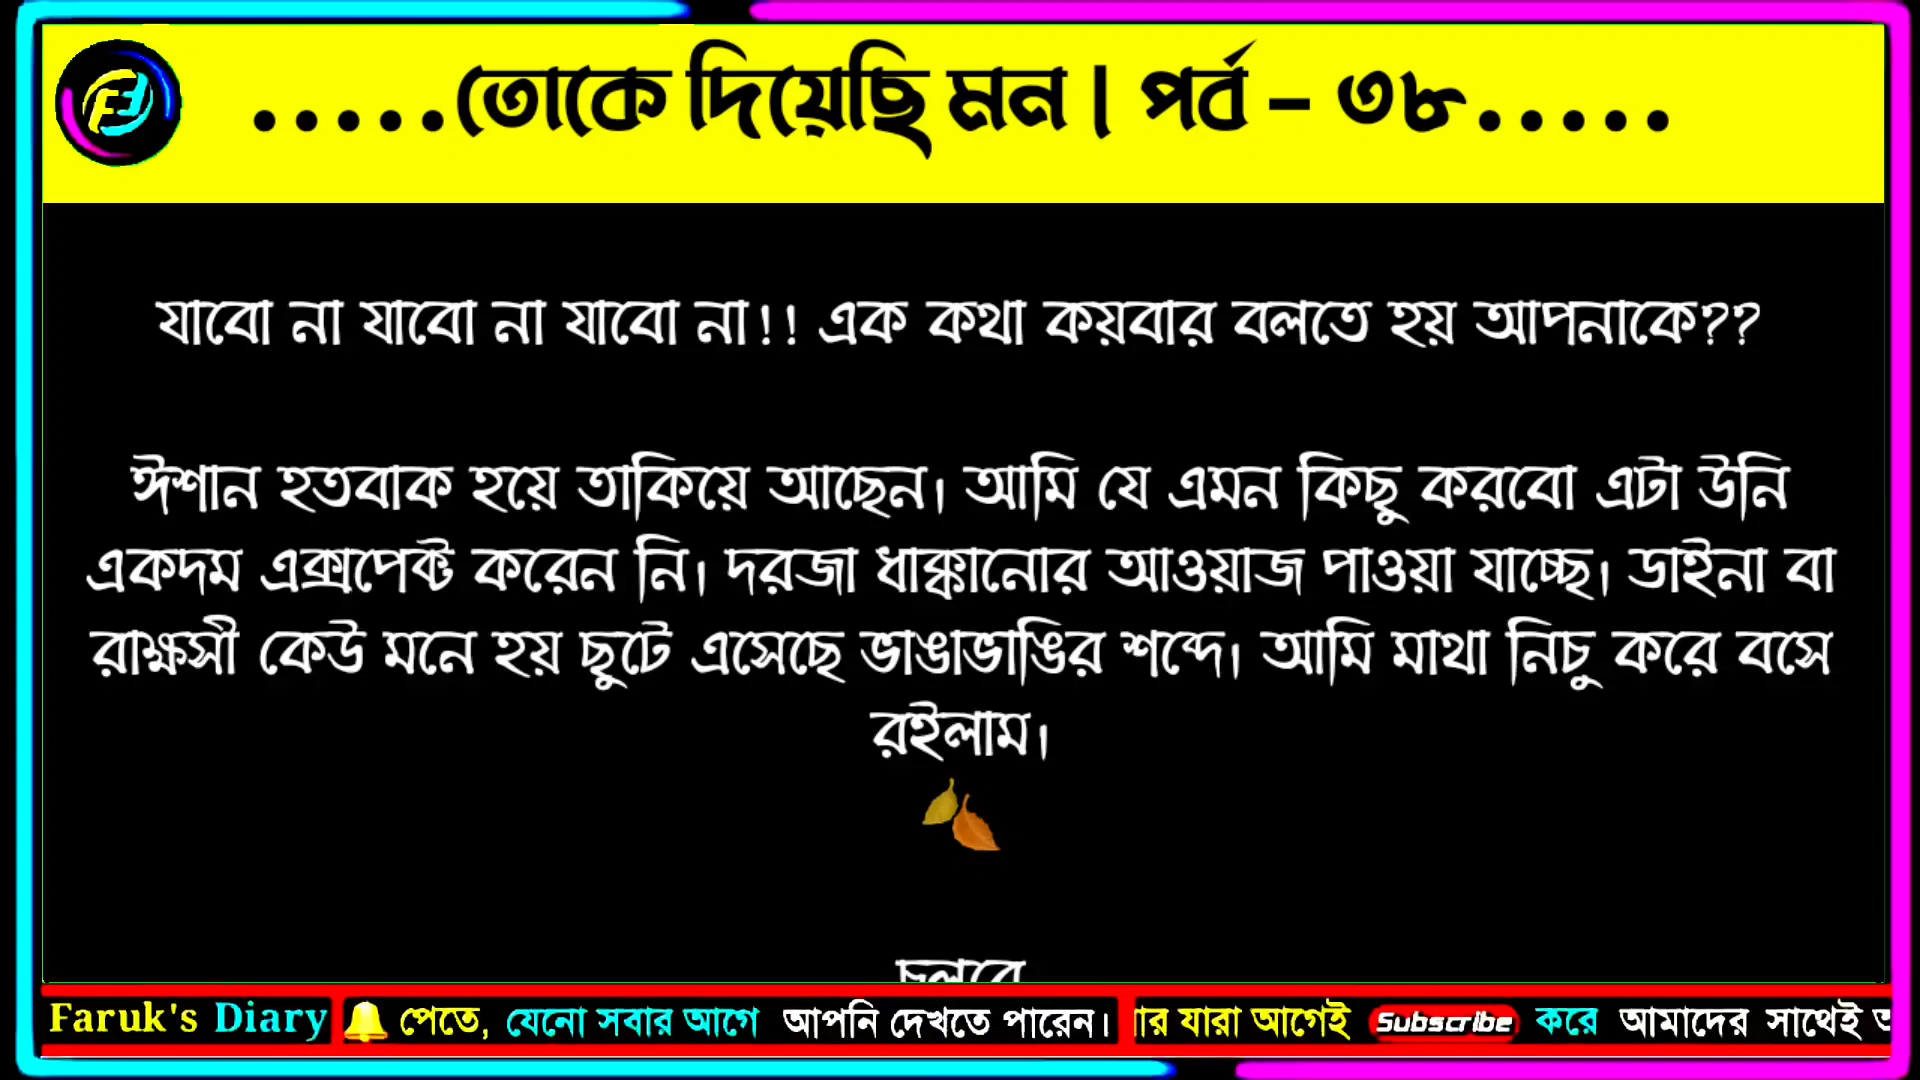 .....তোকে দিয়েছি মন | পর্ব – ৩৮.....
যাবো না যাবো না যাবো না!! এক কথা কয়বার বলতে হয় আপনাকে??
ঈশান হতবাক হয়ে তাকিয়ে আছেন। আমি যে এমন কিছু করবো এটা উনি
একদম এক্সপেক্ট করেন নি। দরজা ধাক্কানোর আওয়াজ পাওয়া যাচ্ছে। ডাইনা বা
রাক্ষসী কেউ মনে হয় ছুটে এসেছে ভাঙাভাঙির শব্দে। আমি মাথা নিচু করে বসে
রইলাম।
চলবে
Faruk's Diary পেতে, যেনো সবার আগে আপনি দেখতে পারেন। যারা আগেই Subscribe করে আমাদের সাথেই